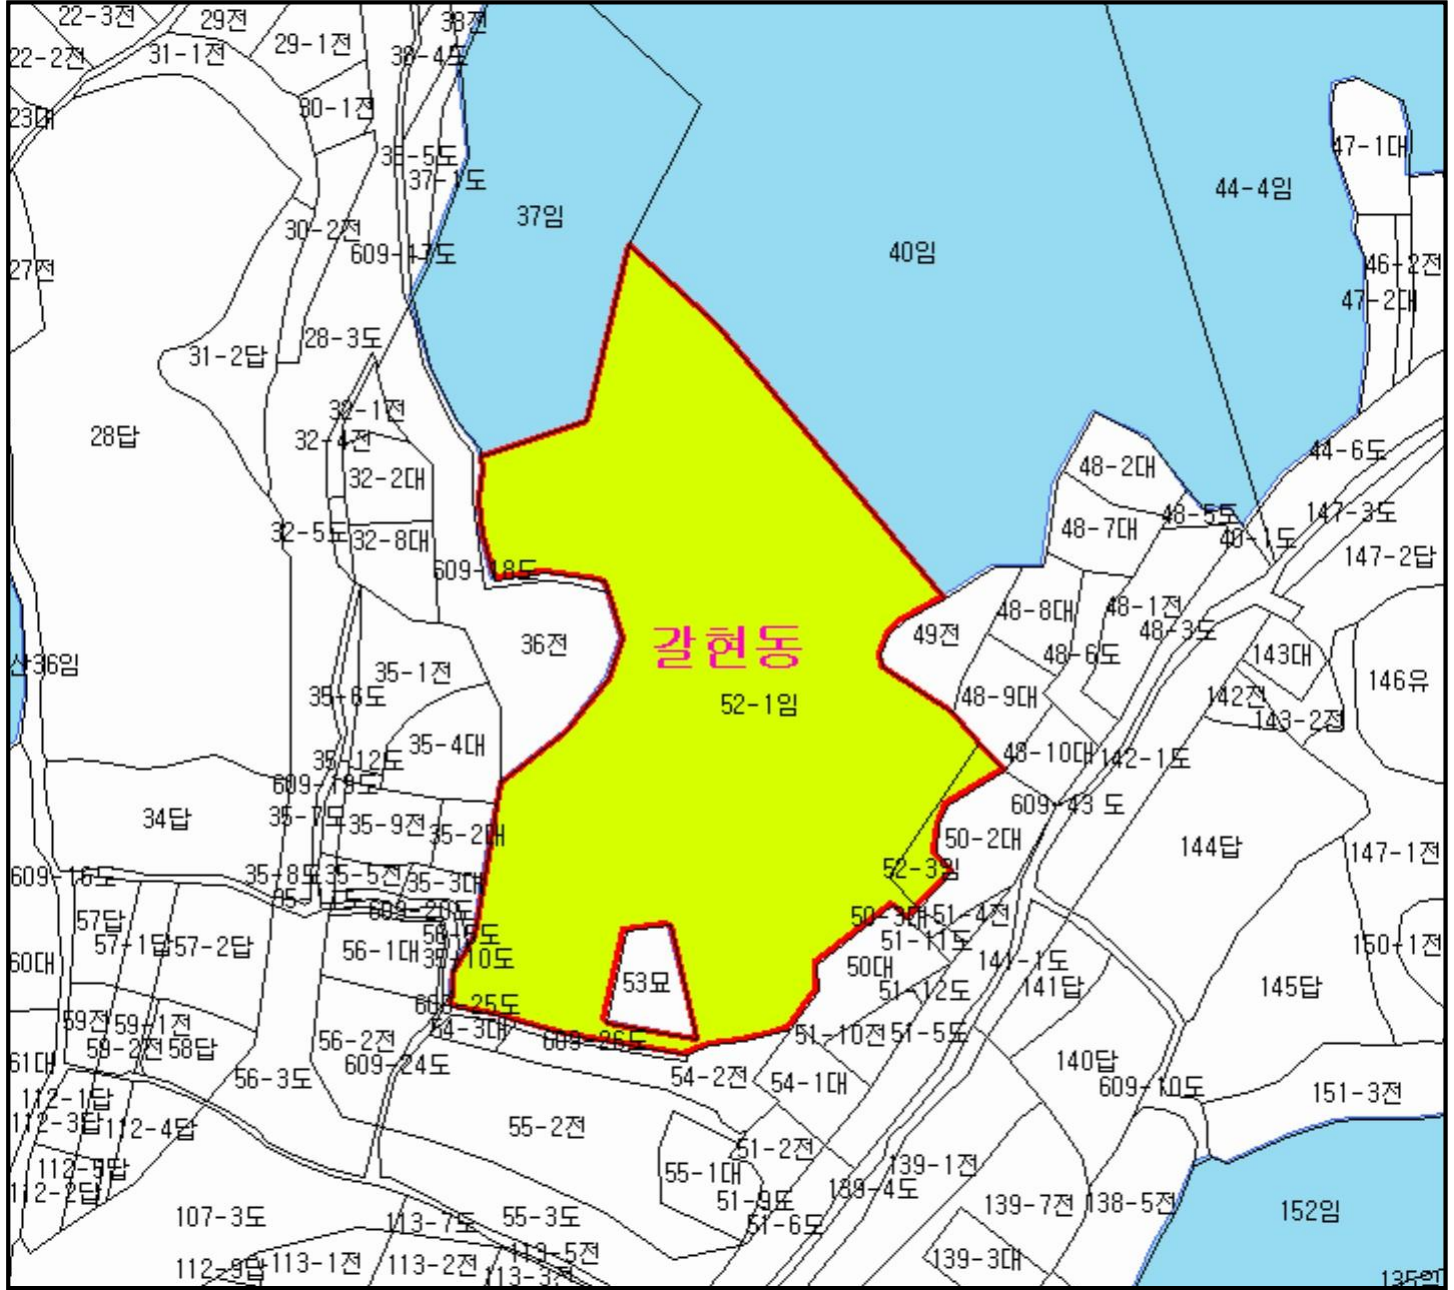 22-3전
29전
38전
29-1전
38-4도
22-2전
31-1전
30-1전
23대
47-1대
38-5도
37-1도
44-4임
37임
30-2전
40임
609-17도
27전
46-2전
47-2대
28-3도
31-2답
32-1전
28답
32-4전
44-6도
48-2대
32-2대
147-3도
48-5도
48-7대
32-5도
32-8대
40-1도
147-2답
609-18도
48-1전
48-8대
48-3도
49전
36전
갈현동
48-6도
143대
산36임
35-1전
146유
35-6도
48-9대
142전
52-1임
143-2전
35-4대
48-10대
142-1도
35-12도
609-19도
609-43 도
34답
35-7도
35-9전
35-2대
50-2대
144답
147-1전
52-3임
609-16도
35-8도
35-5전
35-3대
609-20도
50-3대
51-4전
57답
57-1답
57-2답
51-11도
150-1전
56-1대
60대
50대
141-1도
53묘
145답
141답
51-12도
609-25도
59전
59-1전
54-3대
56-2전
609-26도
51-10전
51-5도
59-2전
58답
61대
609-24도
140답
56-3도
54-2전
54-1대
609-10도
151-3전
112-1답
112-3답
112-4답
55-2전
51-2전
112-5답
55-1대
139-1전
112-2답
139-4도
51-9도
139-7전
138-5전
152임
107-3도
113-7도
55-3도
51-6도
113-5전
139-3대
112-9답
113-1전
113-2전
113-3전
135임